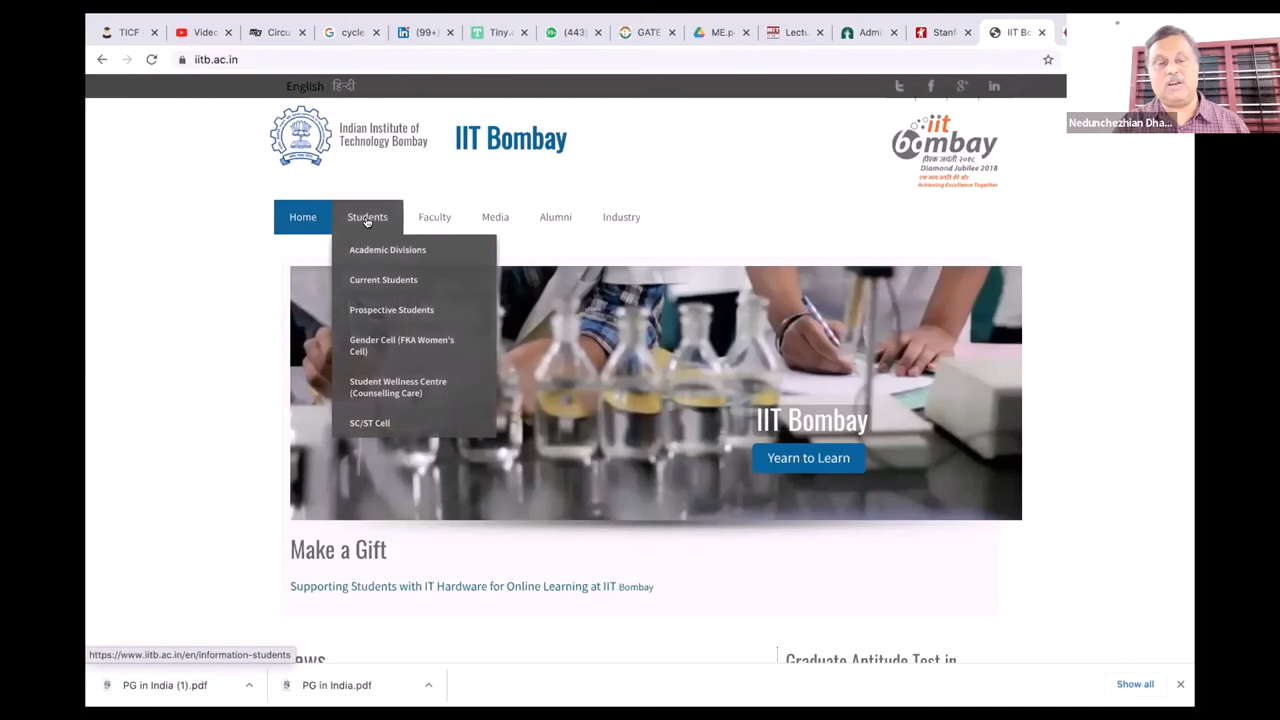 TICF
Video
Circu
cycle
(99+)
Tiny.c
(443)
GATE
ME.p
Lectu
Admi
Stanf
IIT Bo
iitb.ac.in
English हिन्दी
Indian Institute of
Technology Bombay
IIT Bombay
iit
bombay
हीरक जयंती २०१८
Diamond Jubilee 2018
Achieving Excellence Together
Nedunchezhian Dha...
Home Students Faculty Media Alumni Industry
Academic Divisions
Current Students
Prospective Students
Gender Cell (FKA Women's
Cell)
Student Wellness Centre
(Counselling Care)
SC/ST Cell
IIT Bombay
Yearn to Learn
Make a Gift
Supporting Students with IT Hardware for Online Learning at IIT Bombay
https://www.iitb.ac.in/en/information-students
Graduate Aptitude Test in
PG in India (1).pdf
PG in India.pdf
Show all